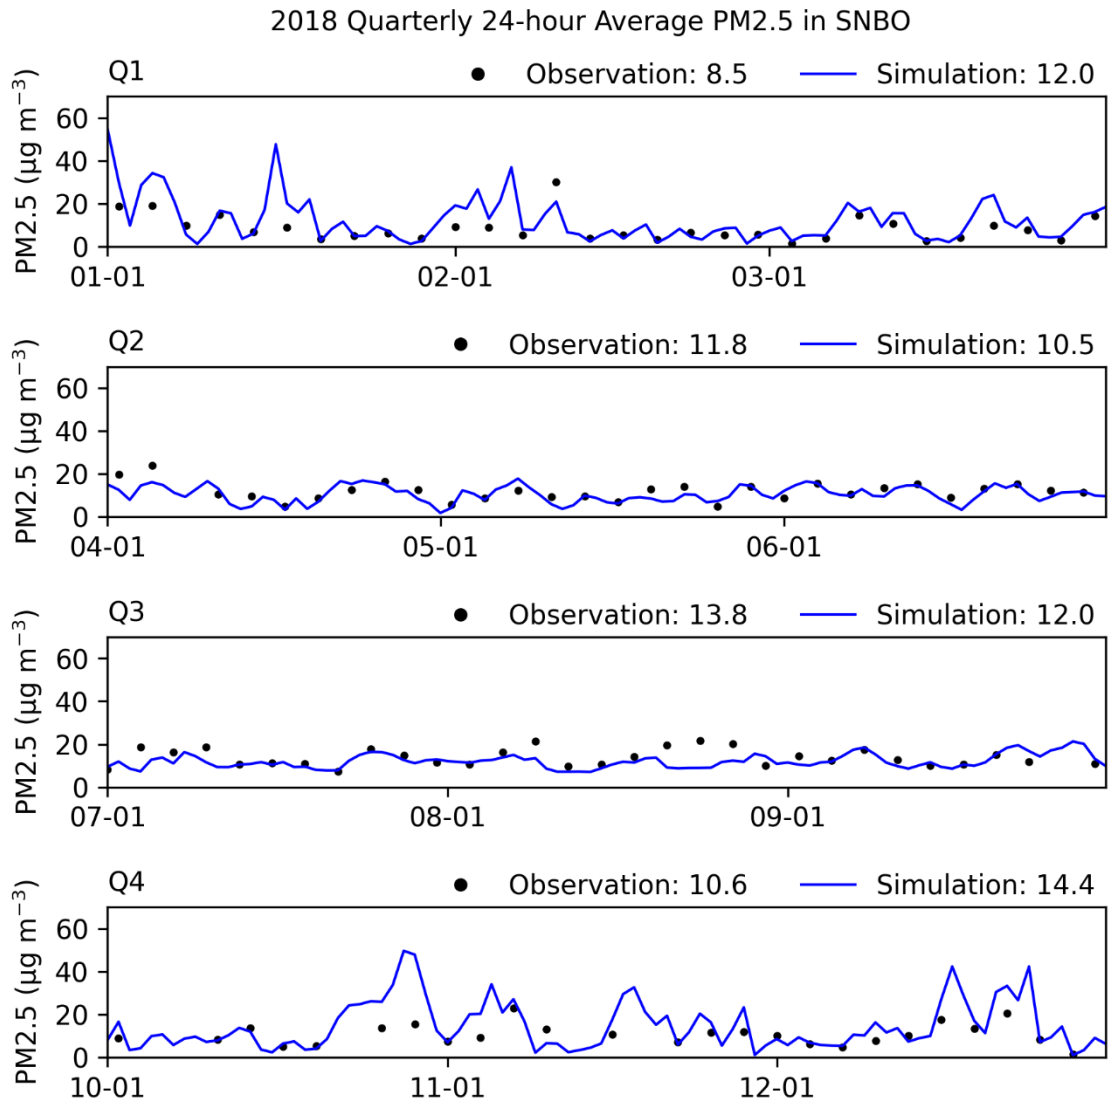 2018 Quarterly 24-hour Average PM2.5 in SNBO
Q1 Observation: 8.5 Simulation: 12.0
PM2.5 (μg m⁻³)
60
40
20
0
01-01 02-01 03-01
Q2 Observation: 11.8 Simulation: 10.5
PM2.5 (μg m⁻³)
60
40
20
0
04-01 05-01 06-01
Q3 Observation: 13.8 Simulation: 12.0
PM2.5 (μg m⁻³)
60
40
20
0
07-01 08-01 09-01
Q4 Observation: 10.6 Simulation: 14.4
PM2.5 (μg m⁻³)
60
40
20
0
10-01 11-01 12-01